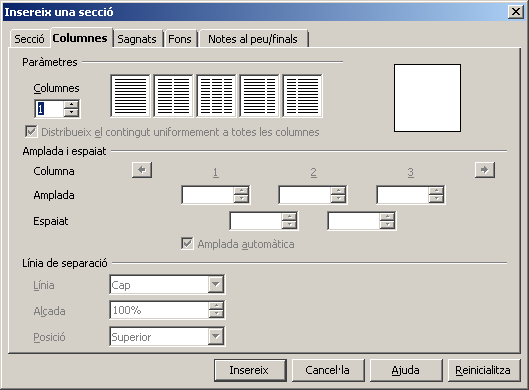 Insereix una secció
Secció Columnes Sagnats Fons Notes al peu/finals
Paràmetres
Columnes
1
Distribueix el contingut uniformement a totes les columnes
Amplada i espaiat
Columna 1 2 3
Amplada
Espaiat
Amplada automàtica
Línia de separació
Línia Cap
Alçada 100%
Posició Superior
Insereix Cancel·la Ajuda Reinicialitza